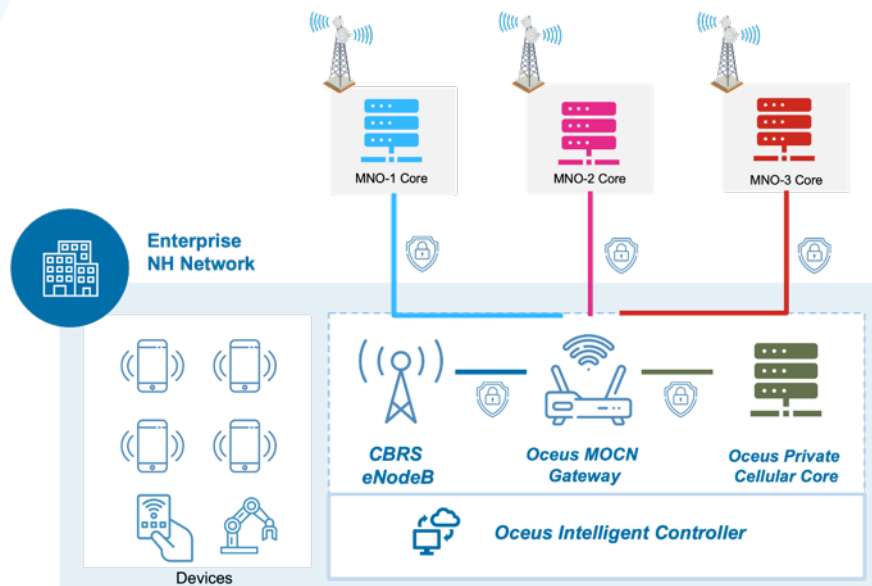 MNO-1 Core
MNO-2 Core
MNO-3 Core
Enterprise
NH Network
CBRS
eNodeB
Oceus MOCN
Gateway
Oceus Private
Cellular Core
Oceus Intelligent Controller
Devices